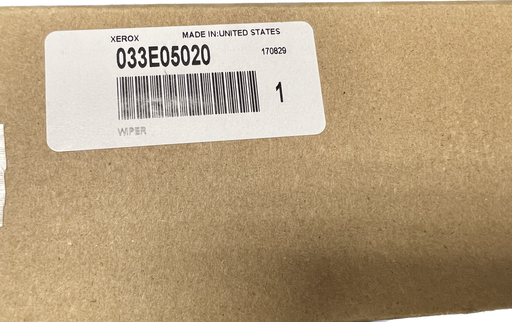 XEROX MADE IN:UNITED STATES
033E05020 170829
1
WIPER